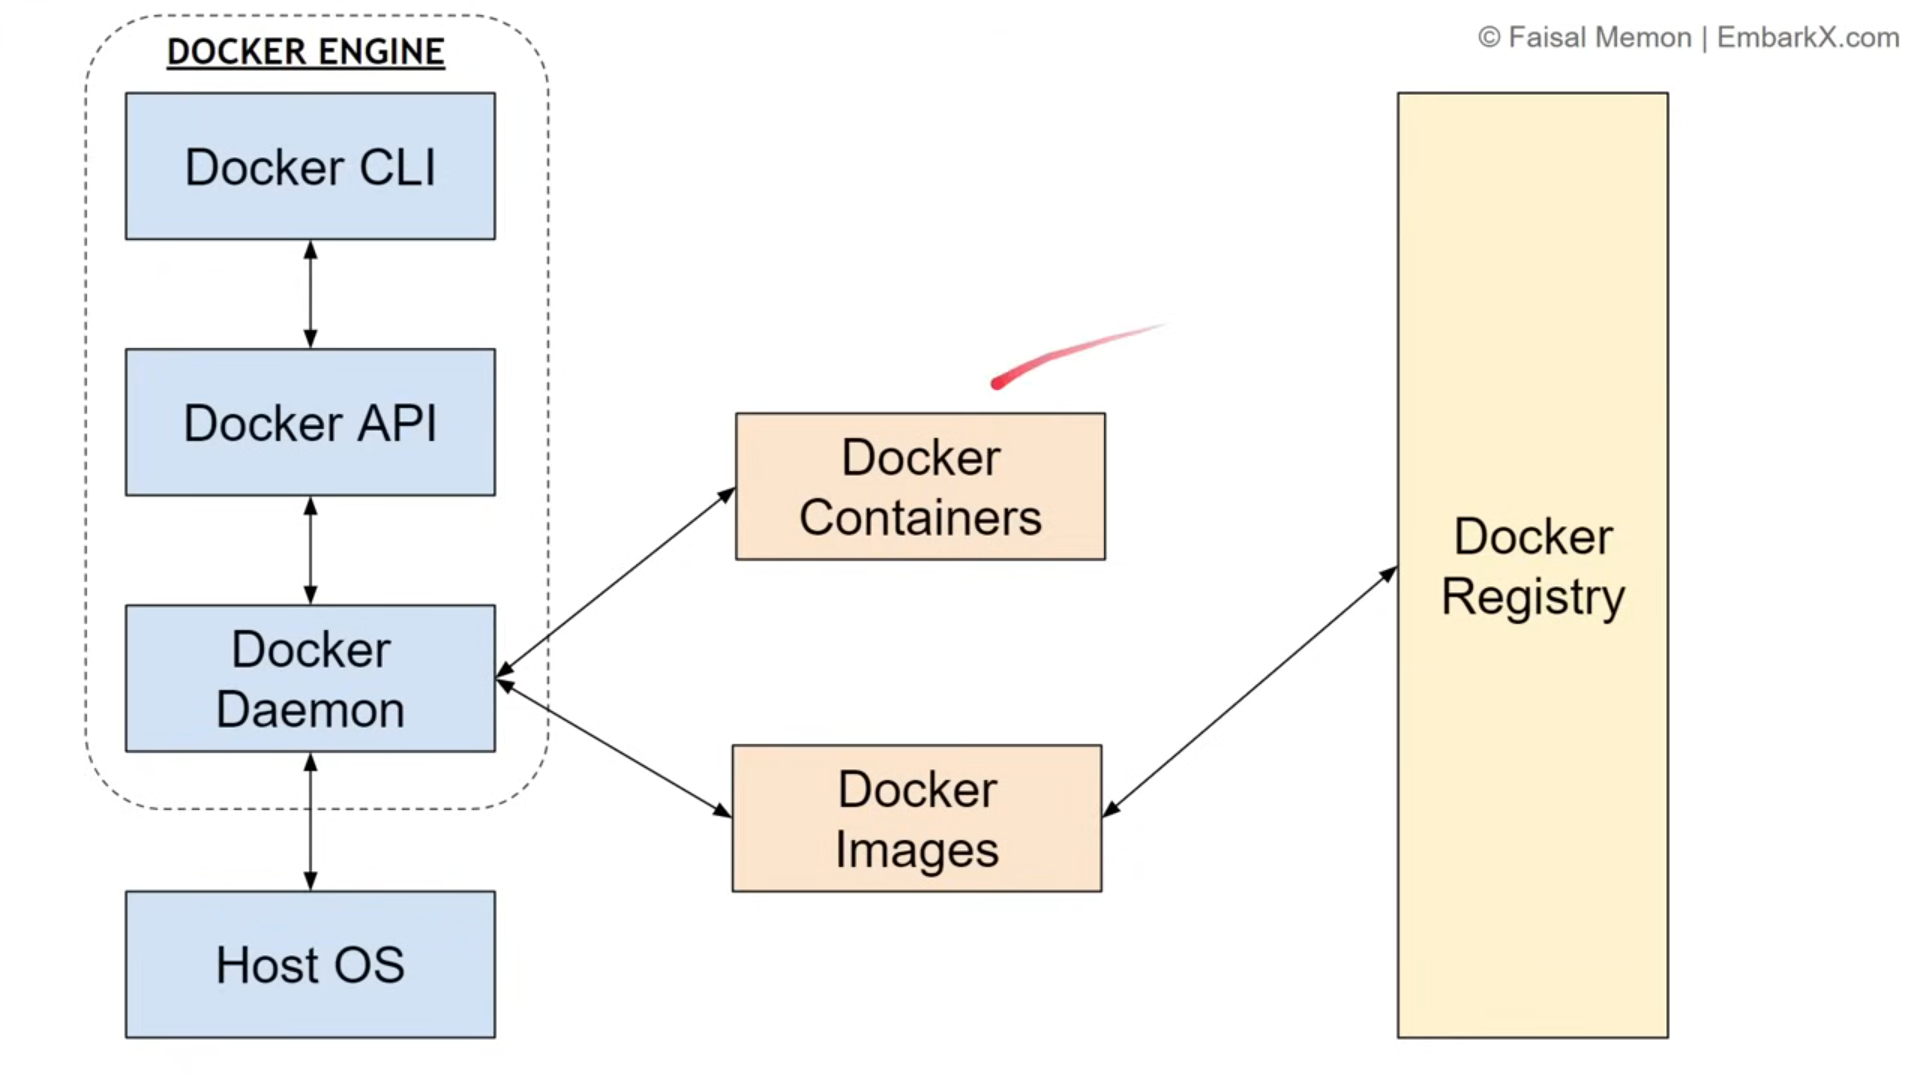 DOCKER ENGINE
© Faisal Memon | EmbarkX.com
Docker CLI
Docker API
Docker
Daemon
Host OS
Docker
Containers
Docker
Images
Docker
Registry